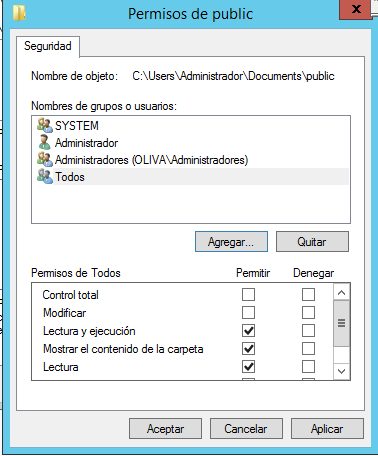 Permisos de public
Seguridad
Nombre de objeto: C:\Users\Administrador\Documents\public
Nombres de grupos o usuarios:
SYSTEM
Administrador
Administradores (OLIVA\Administradores)
Todos
Agregar... Quitar
Permisos de Todos Permitir Denegar
Control total
Modificar
Lectura y ejecución
Mostrar el contenido de la carpeta
Lectura
Aceptar Cancelar Aplicar